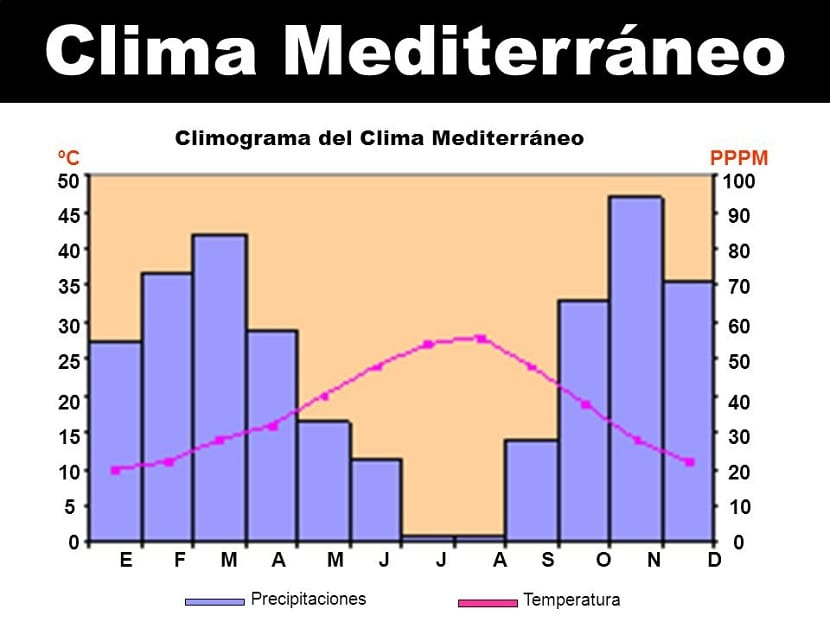 Clima Mediterráneo
Climograma del Clima Mediterráneo
ºC PPPM
50 100
45 90
40 80
35 70
30 60
25 50
20 40
15 30
10 20
5 10
0 0
E F M A M J J A S O N D
Precipitaciones Temperatura